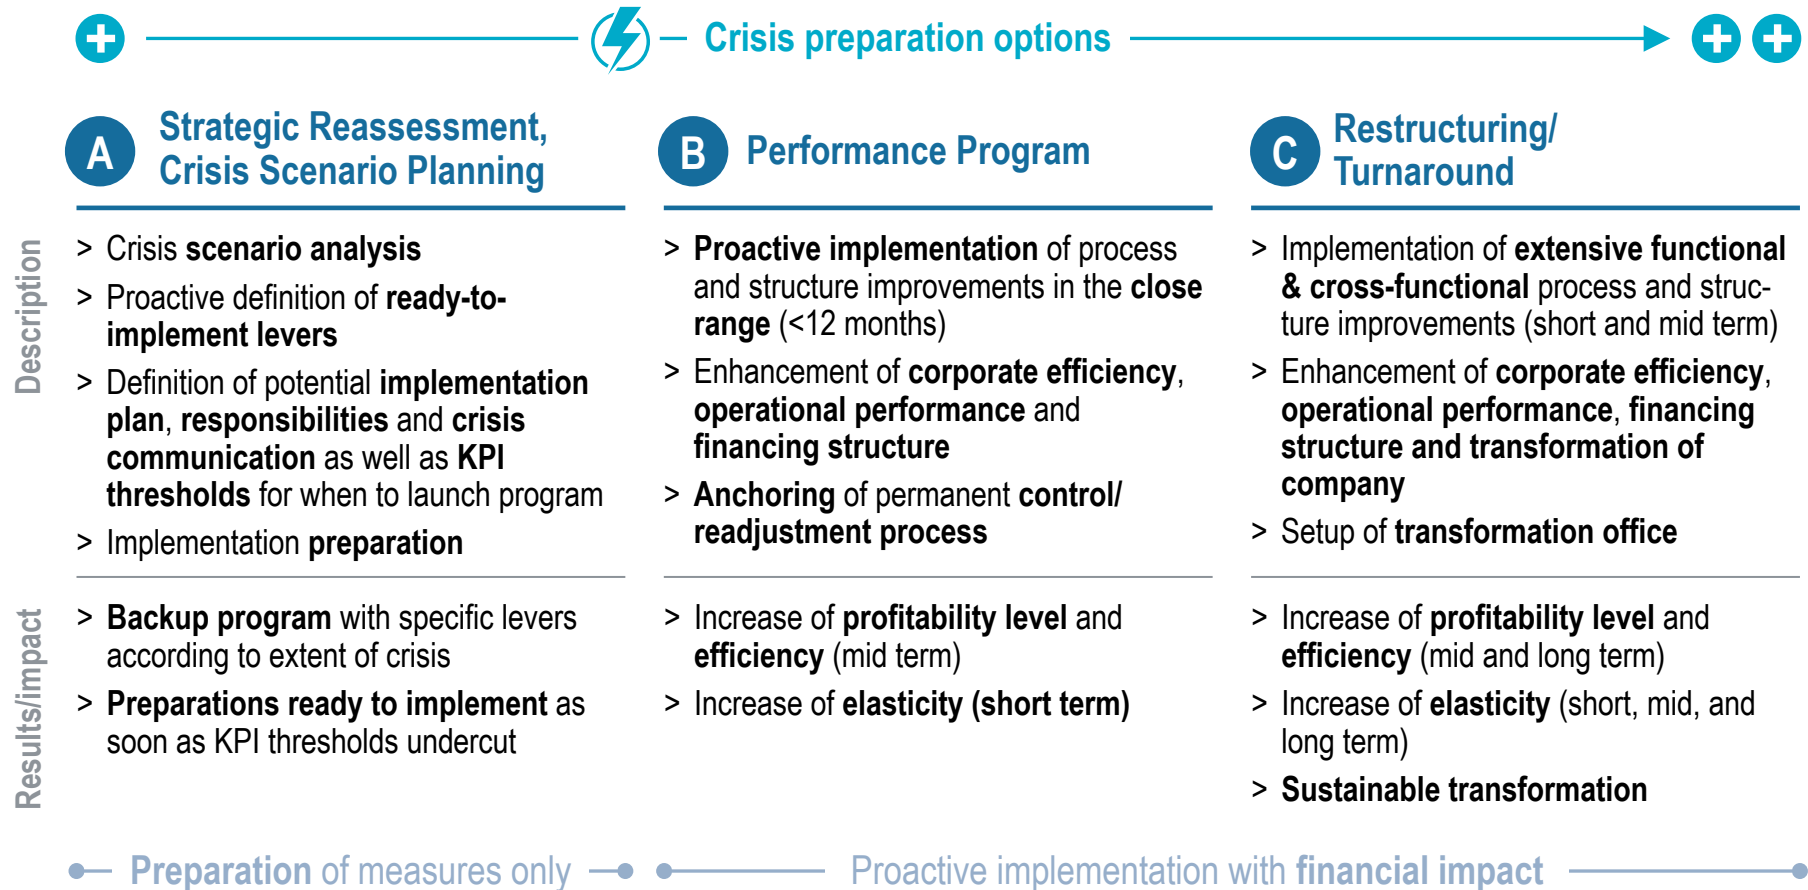 Crisis preparation options
A
Strategic Reassessment,
Crisis Scenario Planning
Description
> Crisis scenario analysis
> Proactive definition of ready-to-
implement levers
> Definition of potential implementation
plan, responsibilities and crisis
communication as well as KPI
thresholds for when to launch program
> Implementation preparation
Results/impact
> Backup program with specific levers
according to extent of crisis
> Preparations ready to implement as
soon as KPI thresholds undercut
B
Performance Program
> Proactive implementation of process
and structure improvements in the close
range (<12 months)
> Enhancement of corporate efficiency,
operational performance and
financing structure
> Anchoring of permanent control/
readjustment process
> Increase of profitability level and
efficiency (mid term)
> Increase of elasticity (short term)
C
Restructuring/
Turnaround
> Implementation of extensive functional
& cross-functional process and struc-
ture improvements (short and mid term)
> Enhancement of corporate efficiency,
operational performance, financing
structure and transformation of
company
> Setup of transformation office
> Increase of profitability level and
efficiency (mid and long term)
> Increase of elasticity (short, mid, and
long term)
> Sustainable transformation
Preparation of measures only
Proactive implementation with financial impact